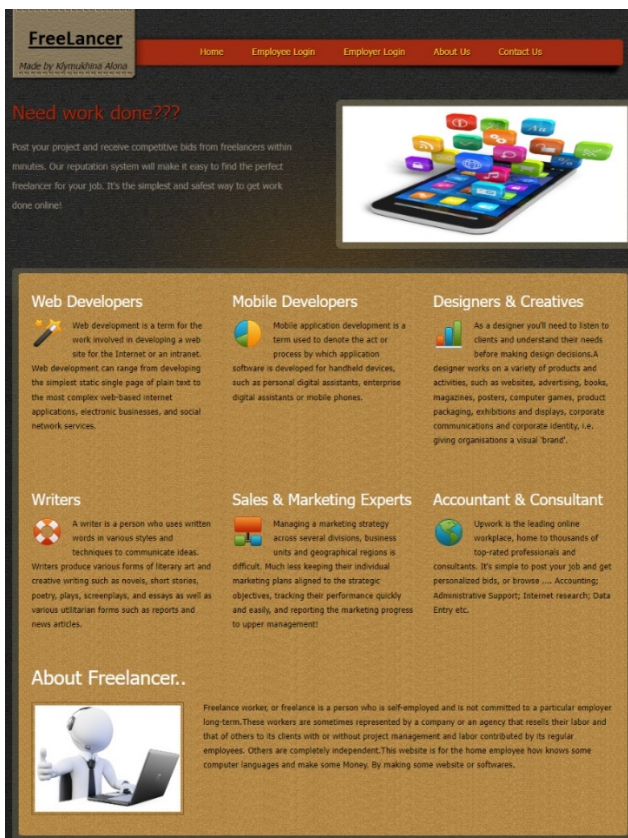 FreeLancer
Made by Klymukhina Alona
Home Employee Login Employer Login About Us Contact Us
Need work done???
Post your project and receive competitive bids from freelancers within
minutes. Our reputation system will make it easy to find the perfect
freelancer for your job. It's the simplest and safest way to get work
done online!
Web Developers
Web development is a term for the
work involved in developing a web
site for the Internet or an intranet.
Web development can range from developing
the simplest static single page of plain text to
the most complex web-based internet
applications, electronic businesses, and social
network services.
Mobile Developers
Mobile application development is a
term used to denote the act or
process by which application
software is developed for handheld devices,
such as personal digital assistants, enterprise
digital assistants or mobile phones.
Designers & Creatives
As a designer you'll need to listen to
clients and understand their needs
before making design decisions.A
designer works on a variety of products and
activities, such as websites, advertising, books,
magazines, posters, computer games, product
packaging, exhibitions and displays, corporate
communications and corporate identity, i.e.
giving organisations a visual 'brand'.
Writers
A writer is a person who uses written
words in various styles and
techniques to communicate ideas.
Writers produce various forms of literary art and
creative writing such as novels, short stories,
poetry, plays, screenplays, and essays as well as
various utilitarian forms such as reports and
news articles.
Sales & Marketing Experts
Managing a marketing strategy
across several divisions, business
units and geographical regions is
difficult. Much less keeping their individual
marketing plans aligned to the strategic
objectives, tracking their performance quickly
and easily, and reporting the marketing progress
to upper management!
Accountant & Consultant
Upwork is the leading online
workplace, home to thousands of
top-rated professionals and
consultants. It's simple to post your job and get
personalized bids, or browse .... Accounting;
Administrative Support; Internet research; Data
Entry etc.
About Freelancer..
Freelance worker, or freelance is a person who is self-employed and is not committed to a particular employer
long-term.These workers are sometimes represented by a company or an agency that resells their labor and
that of others to its clients with or without project management and labor contributed by its regular
employees. Others are completely independent.This website is for the home employee how knows some
computer languages and make some Money. By making some website or softwares.